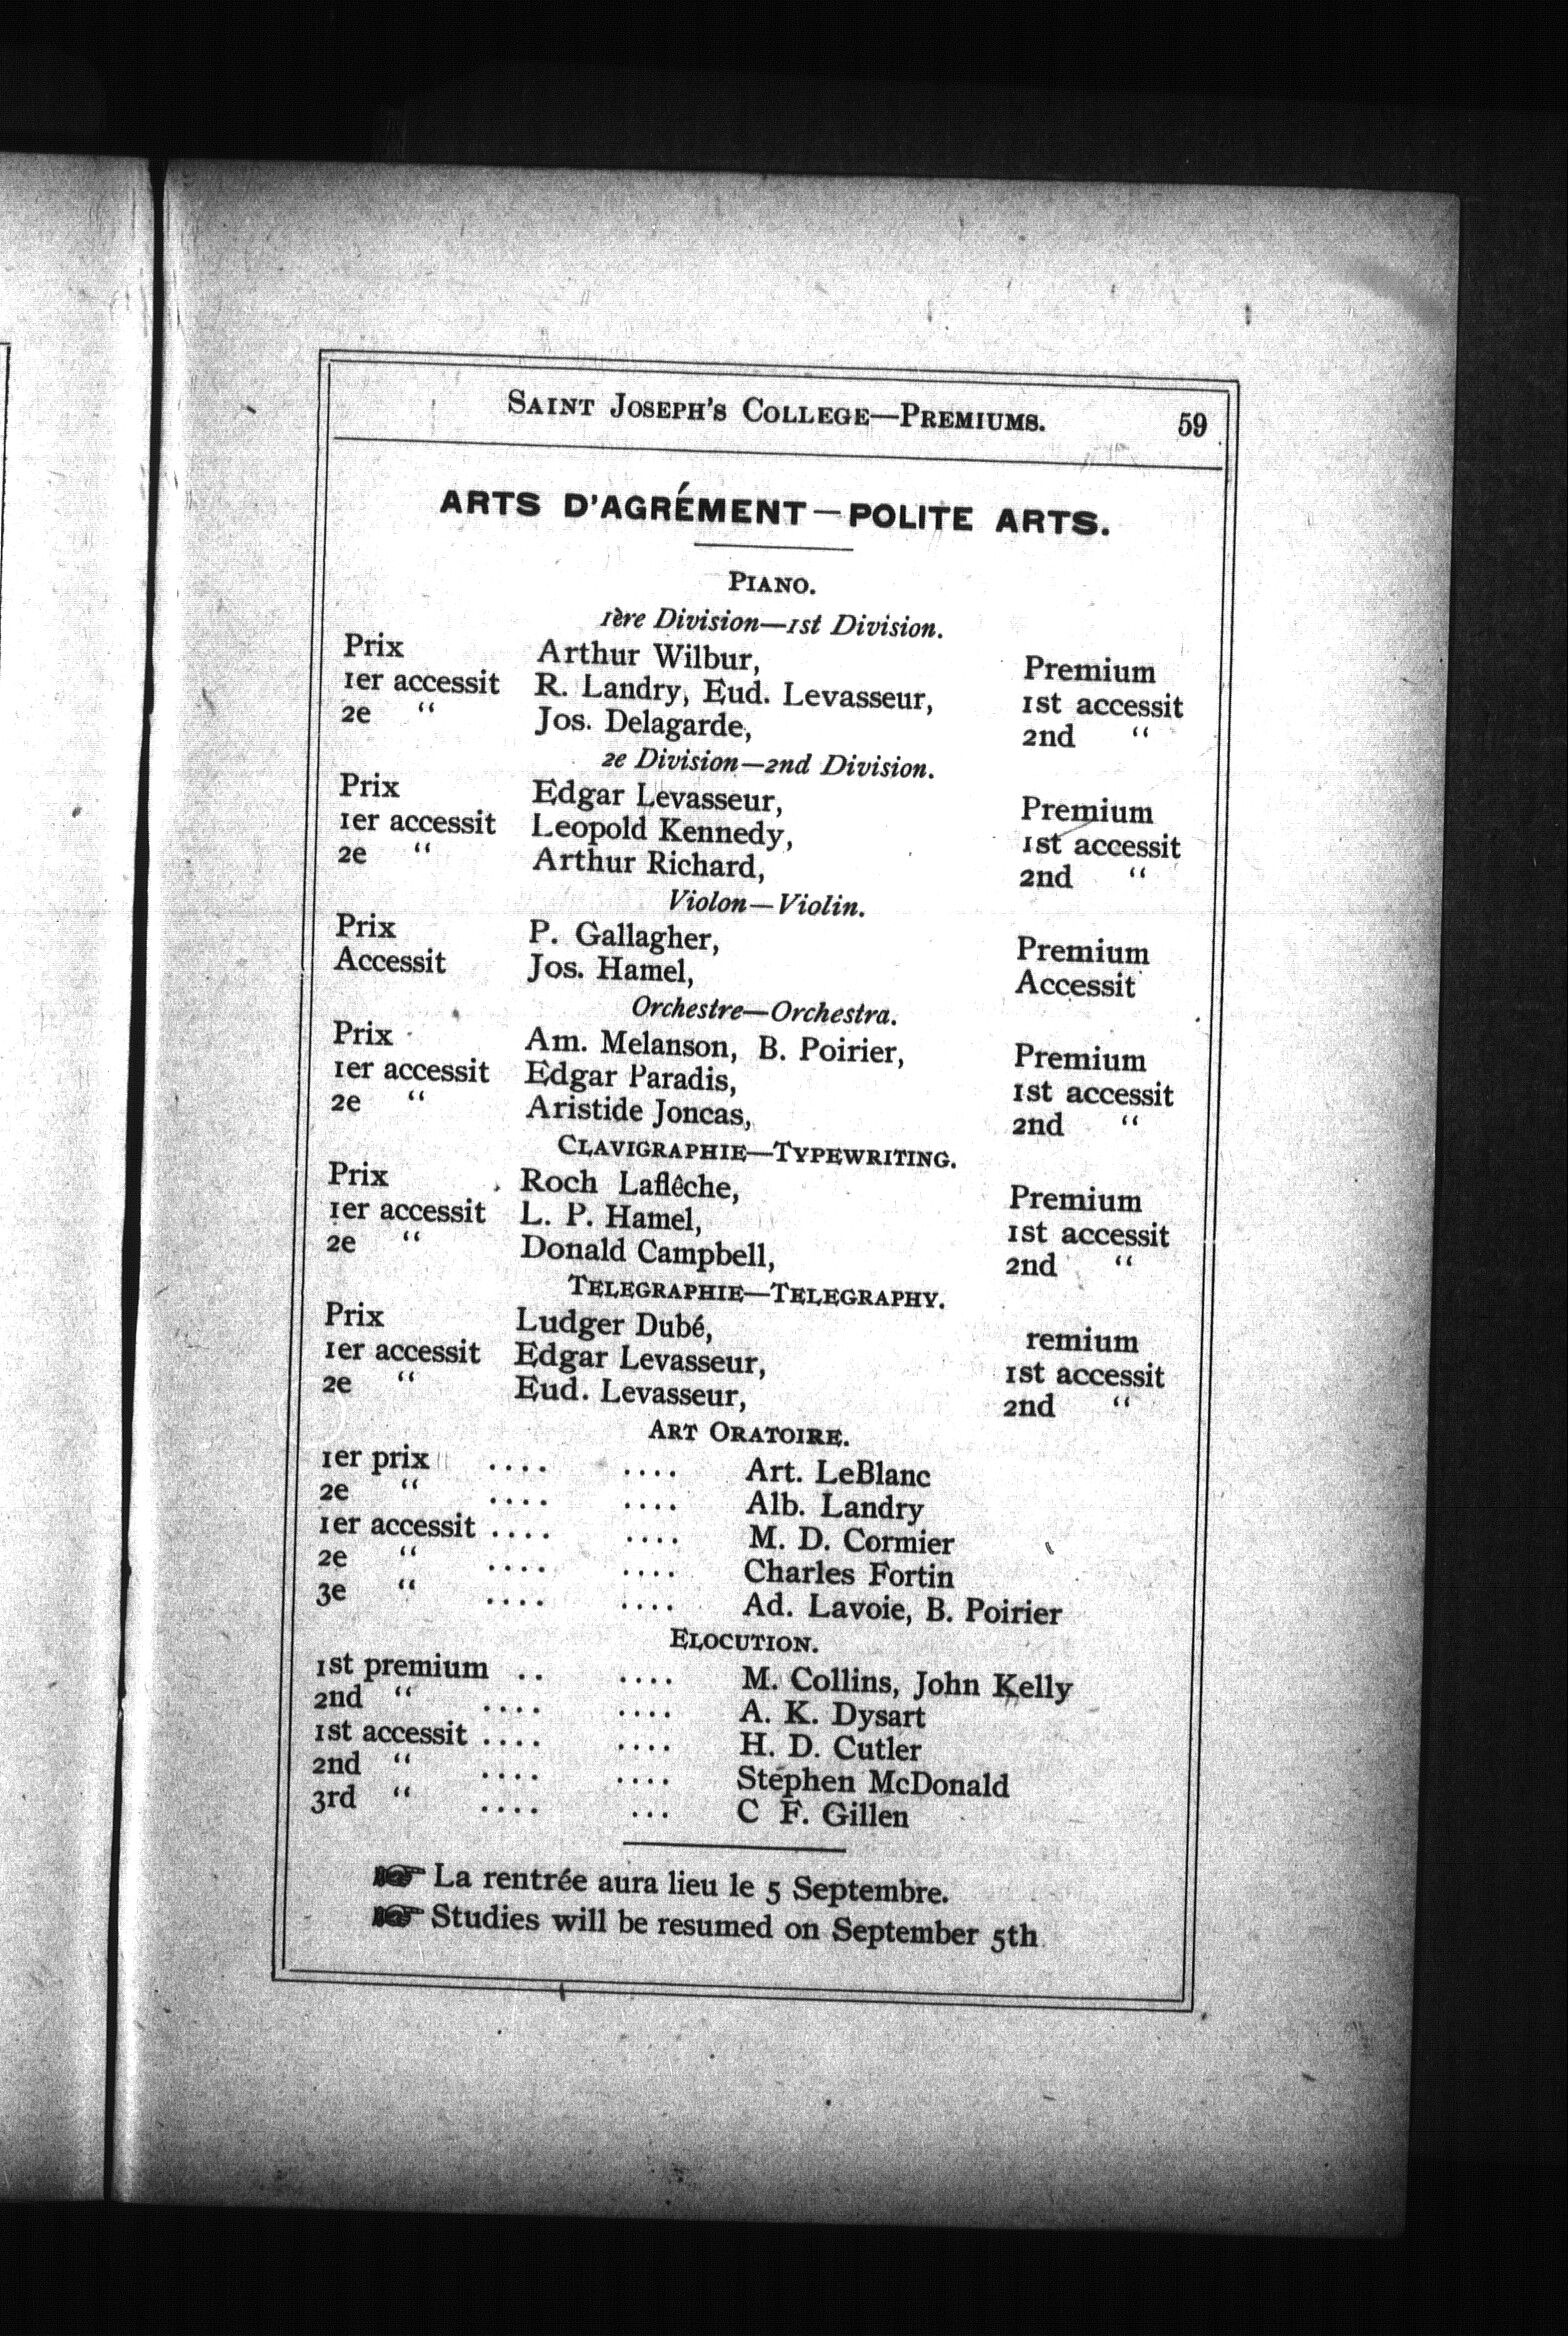 SAINT JOSEPH'S COLLEGE—PREMIUMS. 59
ARTS D'AGRÉMENT—POLITE ARTS.
PIANO.
1ère Division—1st Division.
Prix Arthur Wilbur, Premium
1er accessit R. Landry, Eud. Levasseur, 1st accessit
2e “ Jos. Delagarde, 2nd “
2e Division—2nd Division.
Prix Edgar Levasseur, Premium
1er accessit Leopold Kennedy, 1st accessit
2e “ Arthur Richard, 2nd “
Violon—Violin.
Prix P. Gallagher, Premium
Accessit Jos. Hamel, Accessit
Orchestre—Orchestra.
Prix Am. Melanson, B. Poirier, Premium
1er accessit Edgar Paradis, 1st accessit
2e “ Aristide Joncas, 2nd “
CLAVIGRAPHIE—TYPEWRITING.
Prix Roch Laflêche, Premium
1er accessit L. P. Hamel, 1st accessit
2e “ Donald Campbell, 2nd “
TELEGRAPHIE—TELEGRAPHY.
Prix Ludger Dubé, remium
1er accessit Edgar Levasseur, 1st accessit
2e “ Eud. Levasseur, 2nd “
ART ORATOIRE.
1er prix .... .... Art. LeBlanc
2e “ .... .... Alb. Landry
1er accessit .... .... M. D. Cormier
2e “ .... .... Charles Fortin
3e “ .... .... Ad. Lavoie, B. Poirier
ELOCUTION.
1st premium .. .... M. Collins, John Kelly
2nd “ .... .... A. K. Dysart
1st accessit .... .... H. D. Cutler
2nd “ .... .... Stephen McDonald
3rd “ .... ... C F. Gillen
☞ La rentrée aura lieu le 5 Septembre.
☞ Studies will be resumed on September 5th